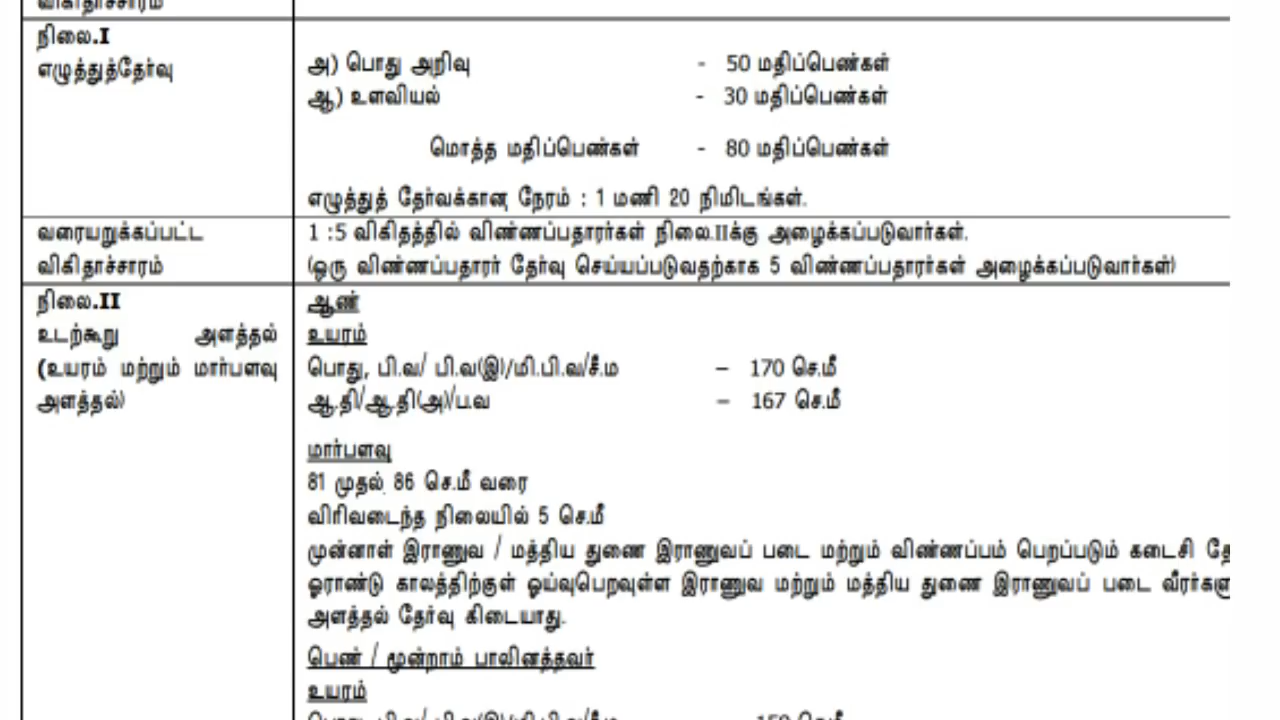 விகிதாச்சாரம்
நிலை.I
எழுத்துத்தேர்வு
அ) பொது அறிவு - 50 மதிப்பெண்கள்
ஆ) உளவியல் - 30 மதிப்பெண்கள்
மொத்த மதிப்பெண்கள் - 80 மதிப்பெண்கள்
எழுத்துத் தேர்வக்கான நேரம் : 1 மணி 20 நிமிடங்கள்.
வரையறுக்கப்பட்ட
விகிதாச்சாரம்
1 :5 விகிதத்தில் விண்ணப்பதாரர்கள் நிலை.IIக்கு அழைக்கப்படுவார்கள்.
(ஒரு விண்ணப்பதாரர் தேர்வு செய்யப்படுவதற்காக 5 விண்ணப்பதாரர்கள் அழைக்கப்படுவார்கள்)
நிலை.II
உடற்கூறு அளத்தல்
(உயரம் மற்றும் மார்பளவு
அளத்தல்)
ஆண்
உயரம்
பொது, பி.வ/ பி.வ(இ)/மி.பி.வ/சீ.ம – 170 செ.மீ
ஆ.தி/ஆ.தி(அ)/ப.வ – 167 செ.மீ
மார்பளவு
81 முதல் 86 செ.மீ வரை
விரிவடைந்த நிலையில் 5 செ.மீ
முன்னாள் இராணுவ / மத்திய துணை இராணுவப் படை மற்றும் விண்ணப்பம் பெறப்படும் கடைசி தே
ஓராண்டு காலத்திற்குள் ஓய்வுபெறவுள்ள இராணுவ மற்றும் மத்திய துணை இராணுவப் படை வீரர்களு
அளத்தல் தேர்வு கிடையாது.
பெண் / மூன்றாம் பாலினத்தவர்
உயரம்
பொது, பி.வ/ பி.வ(இ)/மி.பி.வ/சீ.ம 159 செ.மீ